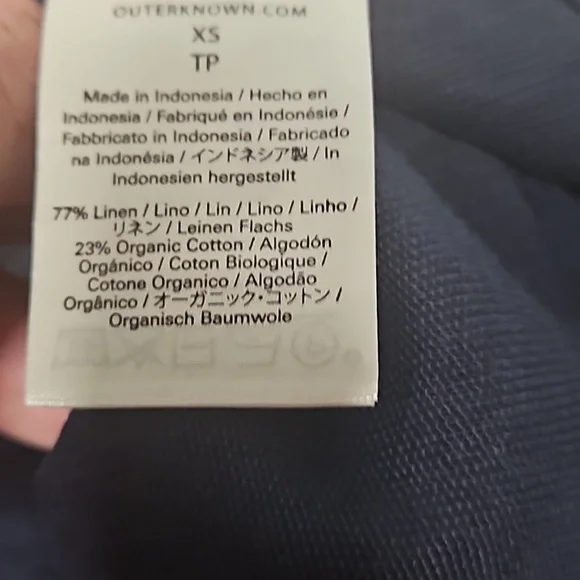 OUTERKNOWN.COM
XS
TP
Made in Indonesia / Hecho en
Indonesia / Fabriqué en Indonésie /
Fabbricato in Indonesia / Fabricado
na Indonésia / インドネシア製 / In
Indonesien hergestellt
77% Linen / Lino / Lin / Lino / Linho /
リネン / Leinen Flachs
23% Organic Cotton / Algodón
Orgánico / Coton Biologique /
Cotone Organico / Algodão
Orgânico / オーガニック・コットン /
Organisch Baumwole